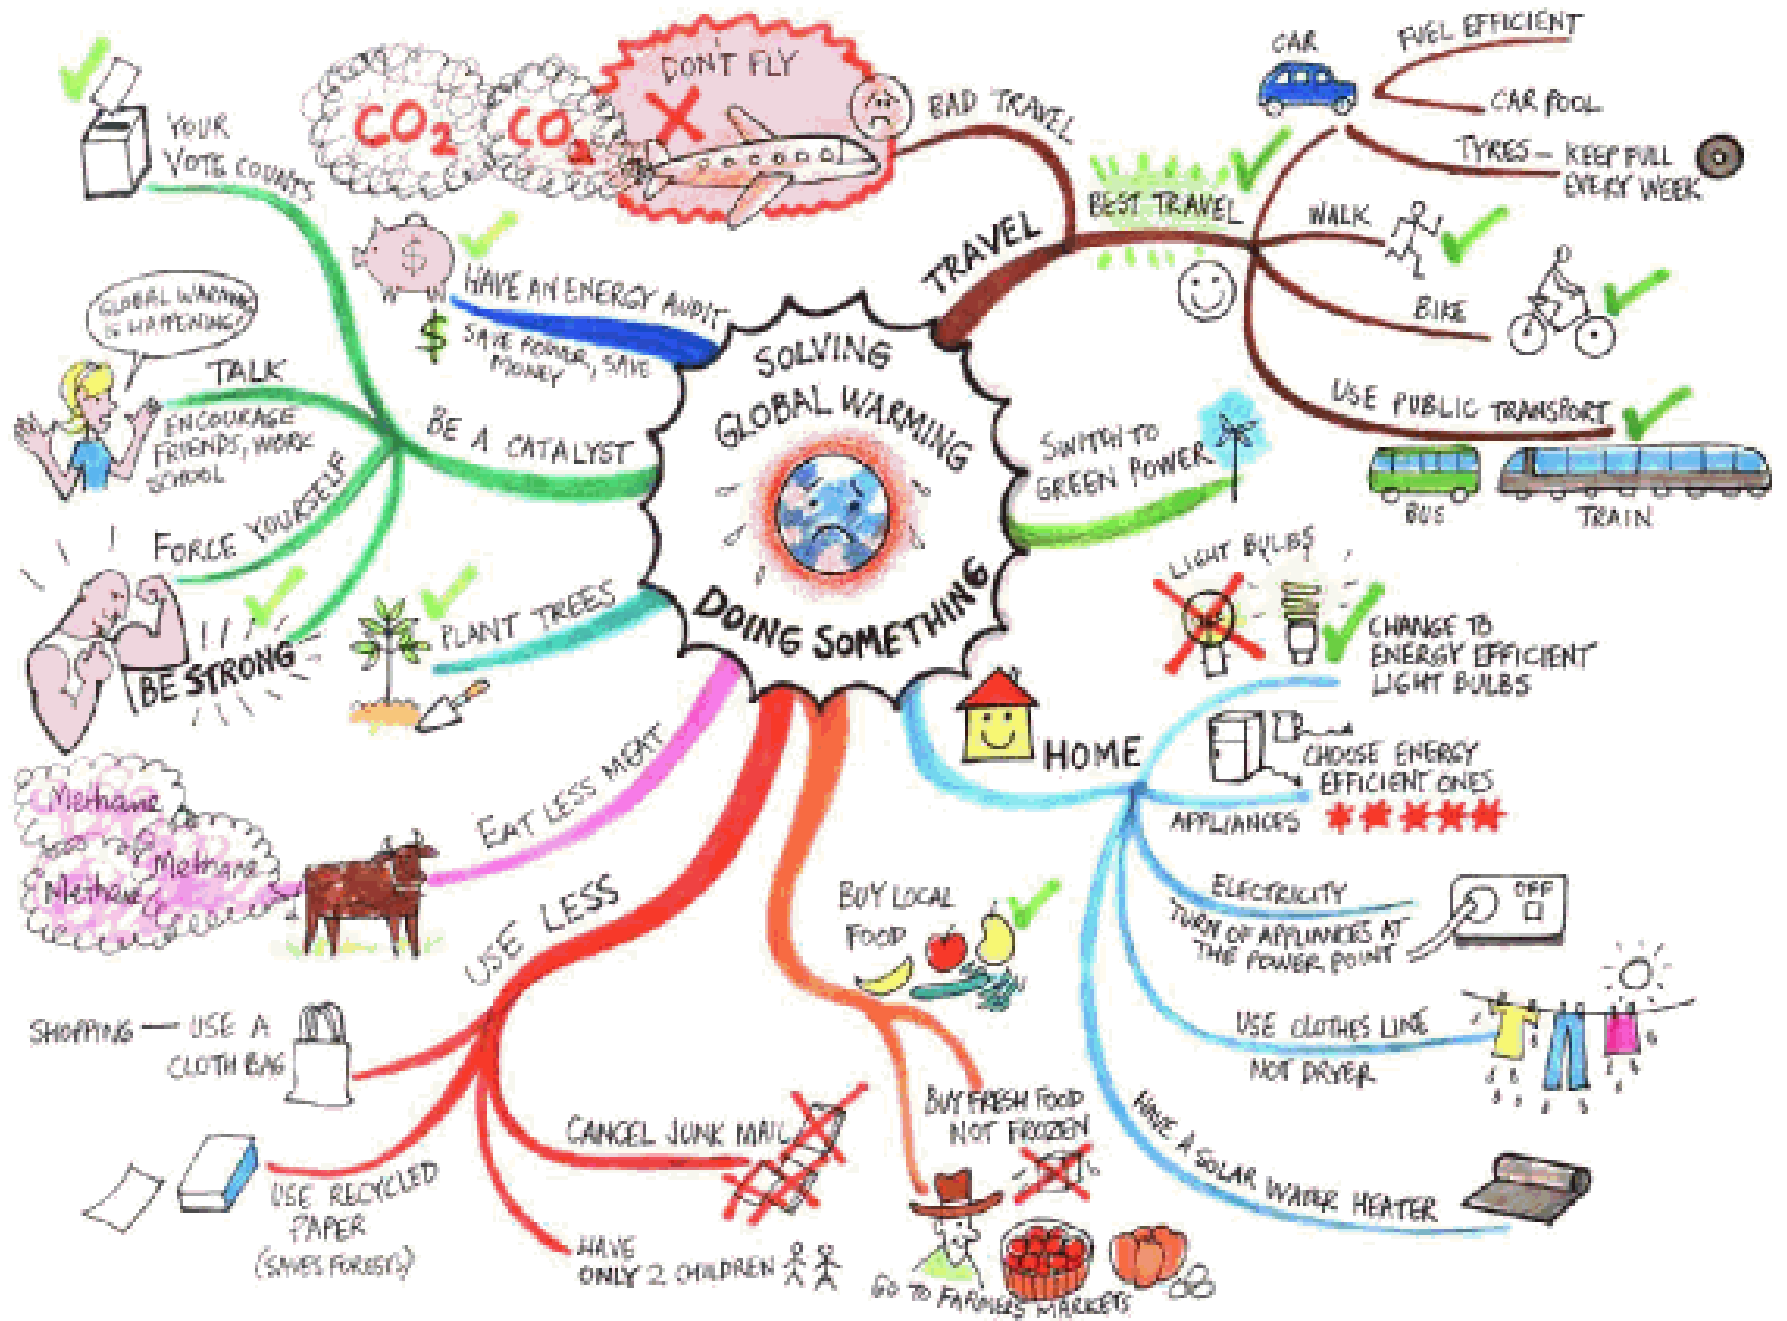 SOLVING
GLOBAL WARMING
DOING SOMETHING
TRAVEL
BAD TRAVEL
DON'T FLY
CO2
CO2
BEST TRAVEL
CAR
FUEL EFFICIENT
CAR POOL
TYRES – KEEP FULL
EVERY WEEK
WALK
BIKE
USE PUBLIC TRANSPORT
BUS
TRAIN
SWITCH TO
GREEN POWER
HOME
LIGHT BULBS
CHANGE TO
ENERGY EFFICIENT
LIGHT BULBS
CHOOSE ENERGY
EFFICIENT ONES
APPLIANCES
ELECTRICITY
TURN OF APPLIANCES AT
THE POWER POINT
OFF
USE CLOTHES LINE
NOT DRYER
HAVE A SOLAR WATER HEATER
BUY LOCAL
FOOD
BUY FRESH FOOD
NOT FROZEN
GO TO FARMERS MARKETS
USE LESS
SHOPPING — USE A
CLOTH BAG
USE RECYCLED
PAPER
(SAVES FORESTS)
CANCEL JUNK MAIL
HAVE
ONLY 2 CHILDREN
EAT LESS MEAT
Methane
Methane
Methane
PLANT TREES
BE A CATALYST
YOUR
VOTE COUNTS
TALK
ENCOURAGE
FRIENDS, WORK
SCHOOL
GLOBAL WARMING
IS HAPPENING!
FORCE YOURSELF
BE STRONG
HAVE AN ENERGY AUDIT
SAVE POWER, SAVE
MONEY
$
$